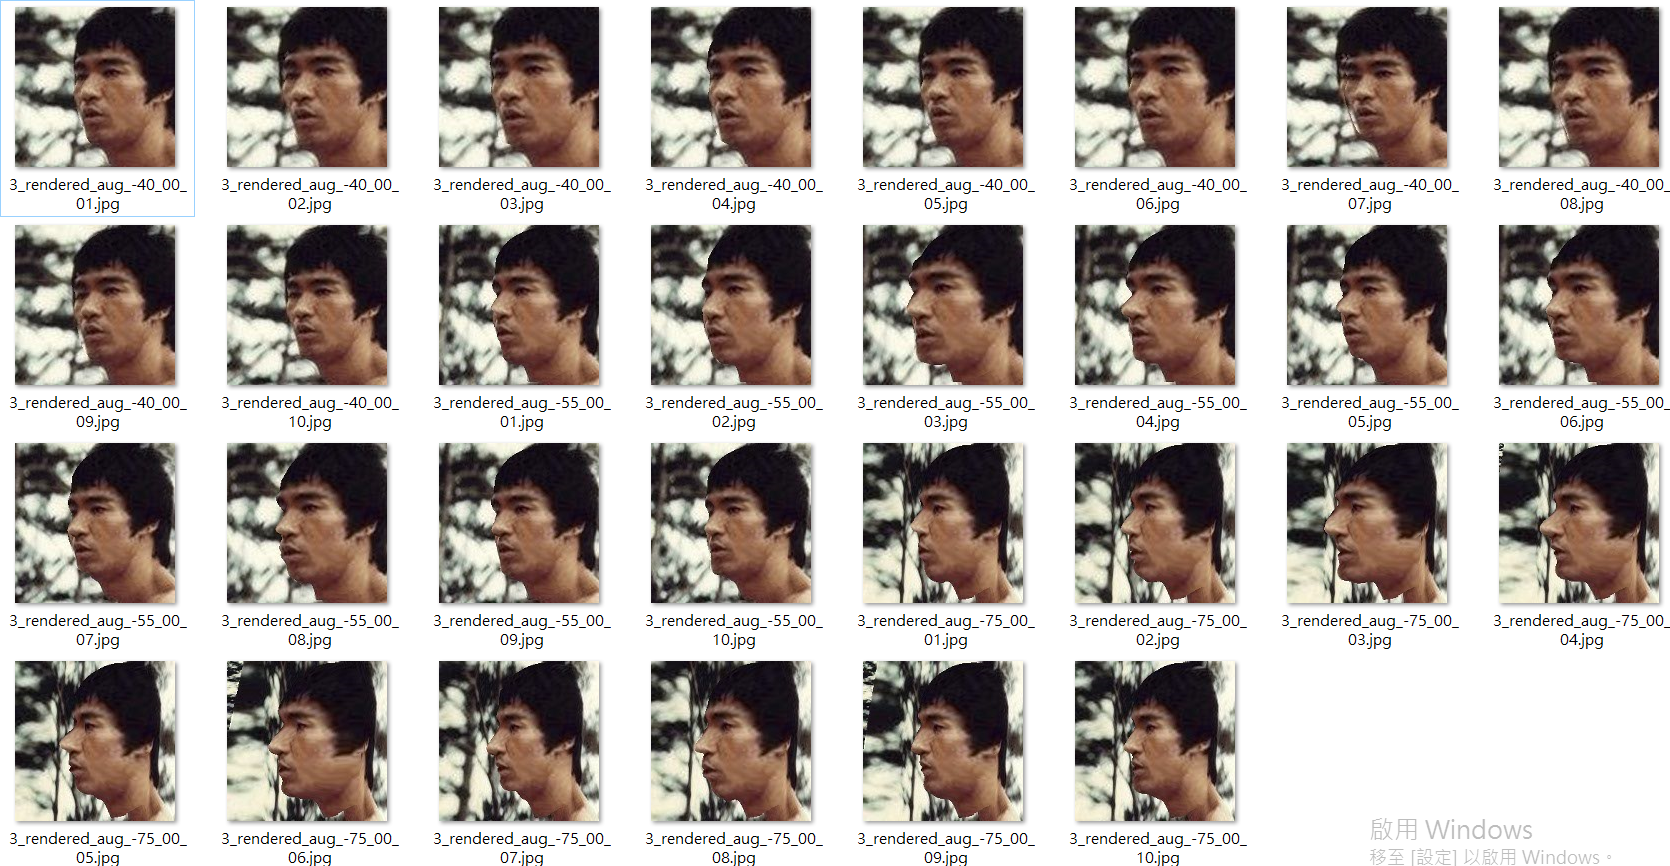 3_rendered_aug_-40_00_ 3_rendered_aug_-40_00_ 3_rendered_aug_-40_00_ 3_rendered_aug_-40_00_ 3_rendered_aug_-40_00_ 3_rendered_aug_-40_00_ 3_rendered_aug_-40_00_ 3_rendered_aug_-40_00_
01.jpg 02.jpg 03.jpg 04.jpg 05.jpg 06.jpg 07.jpg 08.jpg
3_rendered_aug_-40_00_ 3_rendered_aug_-40_00_ 3_rendered_aug_-55_00_ 3_rendered_aug_-55_00_ 3_rendered_aug_-55_00_ 3_rendered_aug_-55_00_ 3_rendered_aug_-55_00_ 3_rendered_aug_-55_00_
09.jpg 10.jpg 01.jpg 02.jpg 03.jpg 04.jpg 05.jpg 06.jpg
3_rendered_aug_-55_00_ 3_rendered_aug_-55_00_ 3_rendered_aug_-55_00_ 3_rendered_aug_-55_00_ 3_rendered_aug_-75_00_ 3_rendered_aug_-75_00_ 3_rendered_aug_-75_00_ 3_rendered_aug_-75_00_
07.jpg 08.jpg 09.jpg 10.jpg 01.jpg 02.jpg 03.jpg 04.jpg
3_rendered_aug_-75_00_ 3_rendered_aug_-75_00_ 3_rendered_aug_-75_00_ 3_rendered_aug_-75_00_ 3_rendered_aug_-75_00_ 3_rendered_aug_-75_00_
05.jpg 06.jpg 07.jpg 08.jpg 09.jpg 10.jpg
啟用 Windows
移至 [設定] 以啟用 Windows。